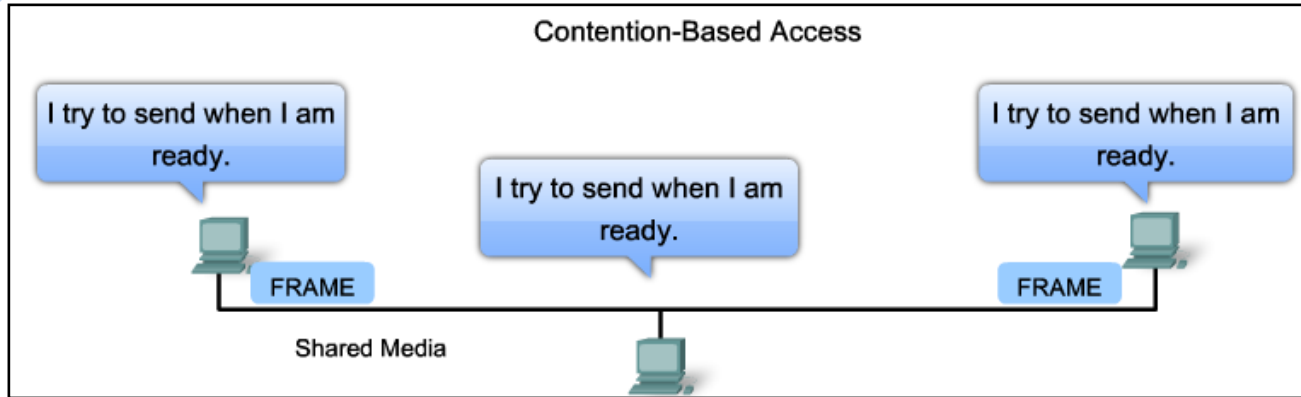 Contention-Based Access
I try to send when I am
ready.
I try to send when I am
ready.
I try to send when I am
ready.
FRAME
FRAME
Shared Media